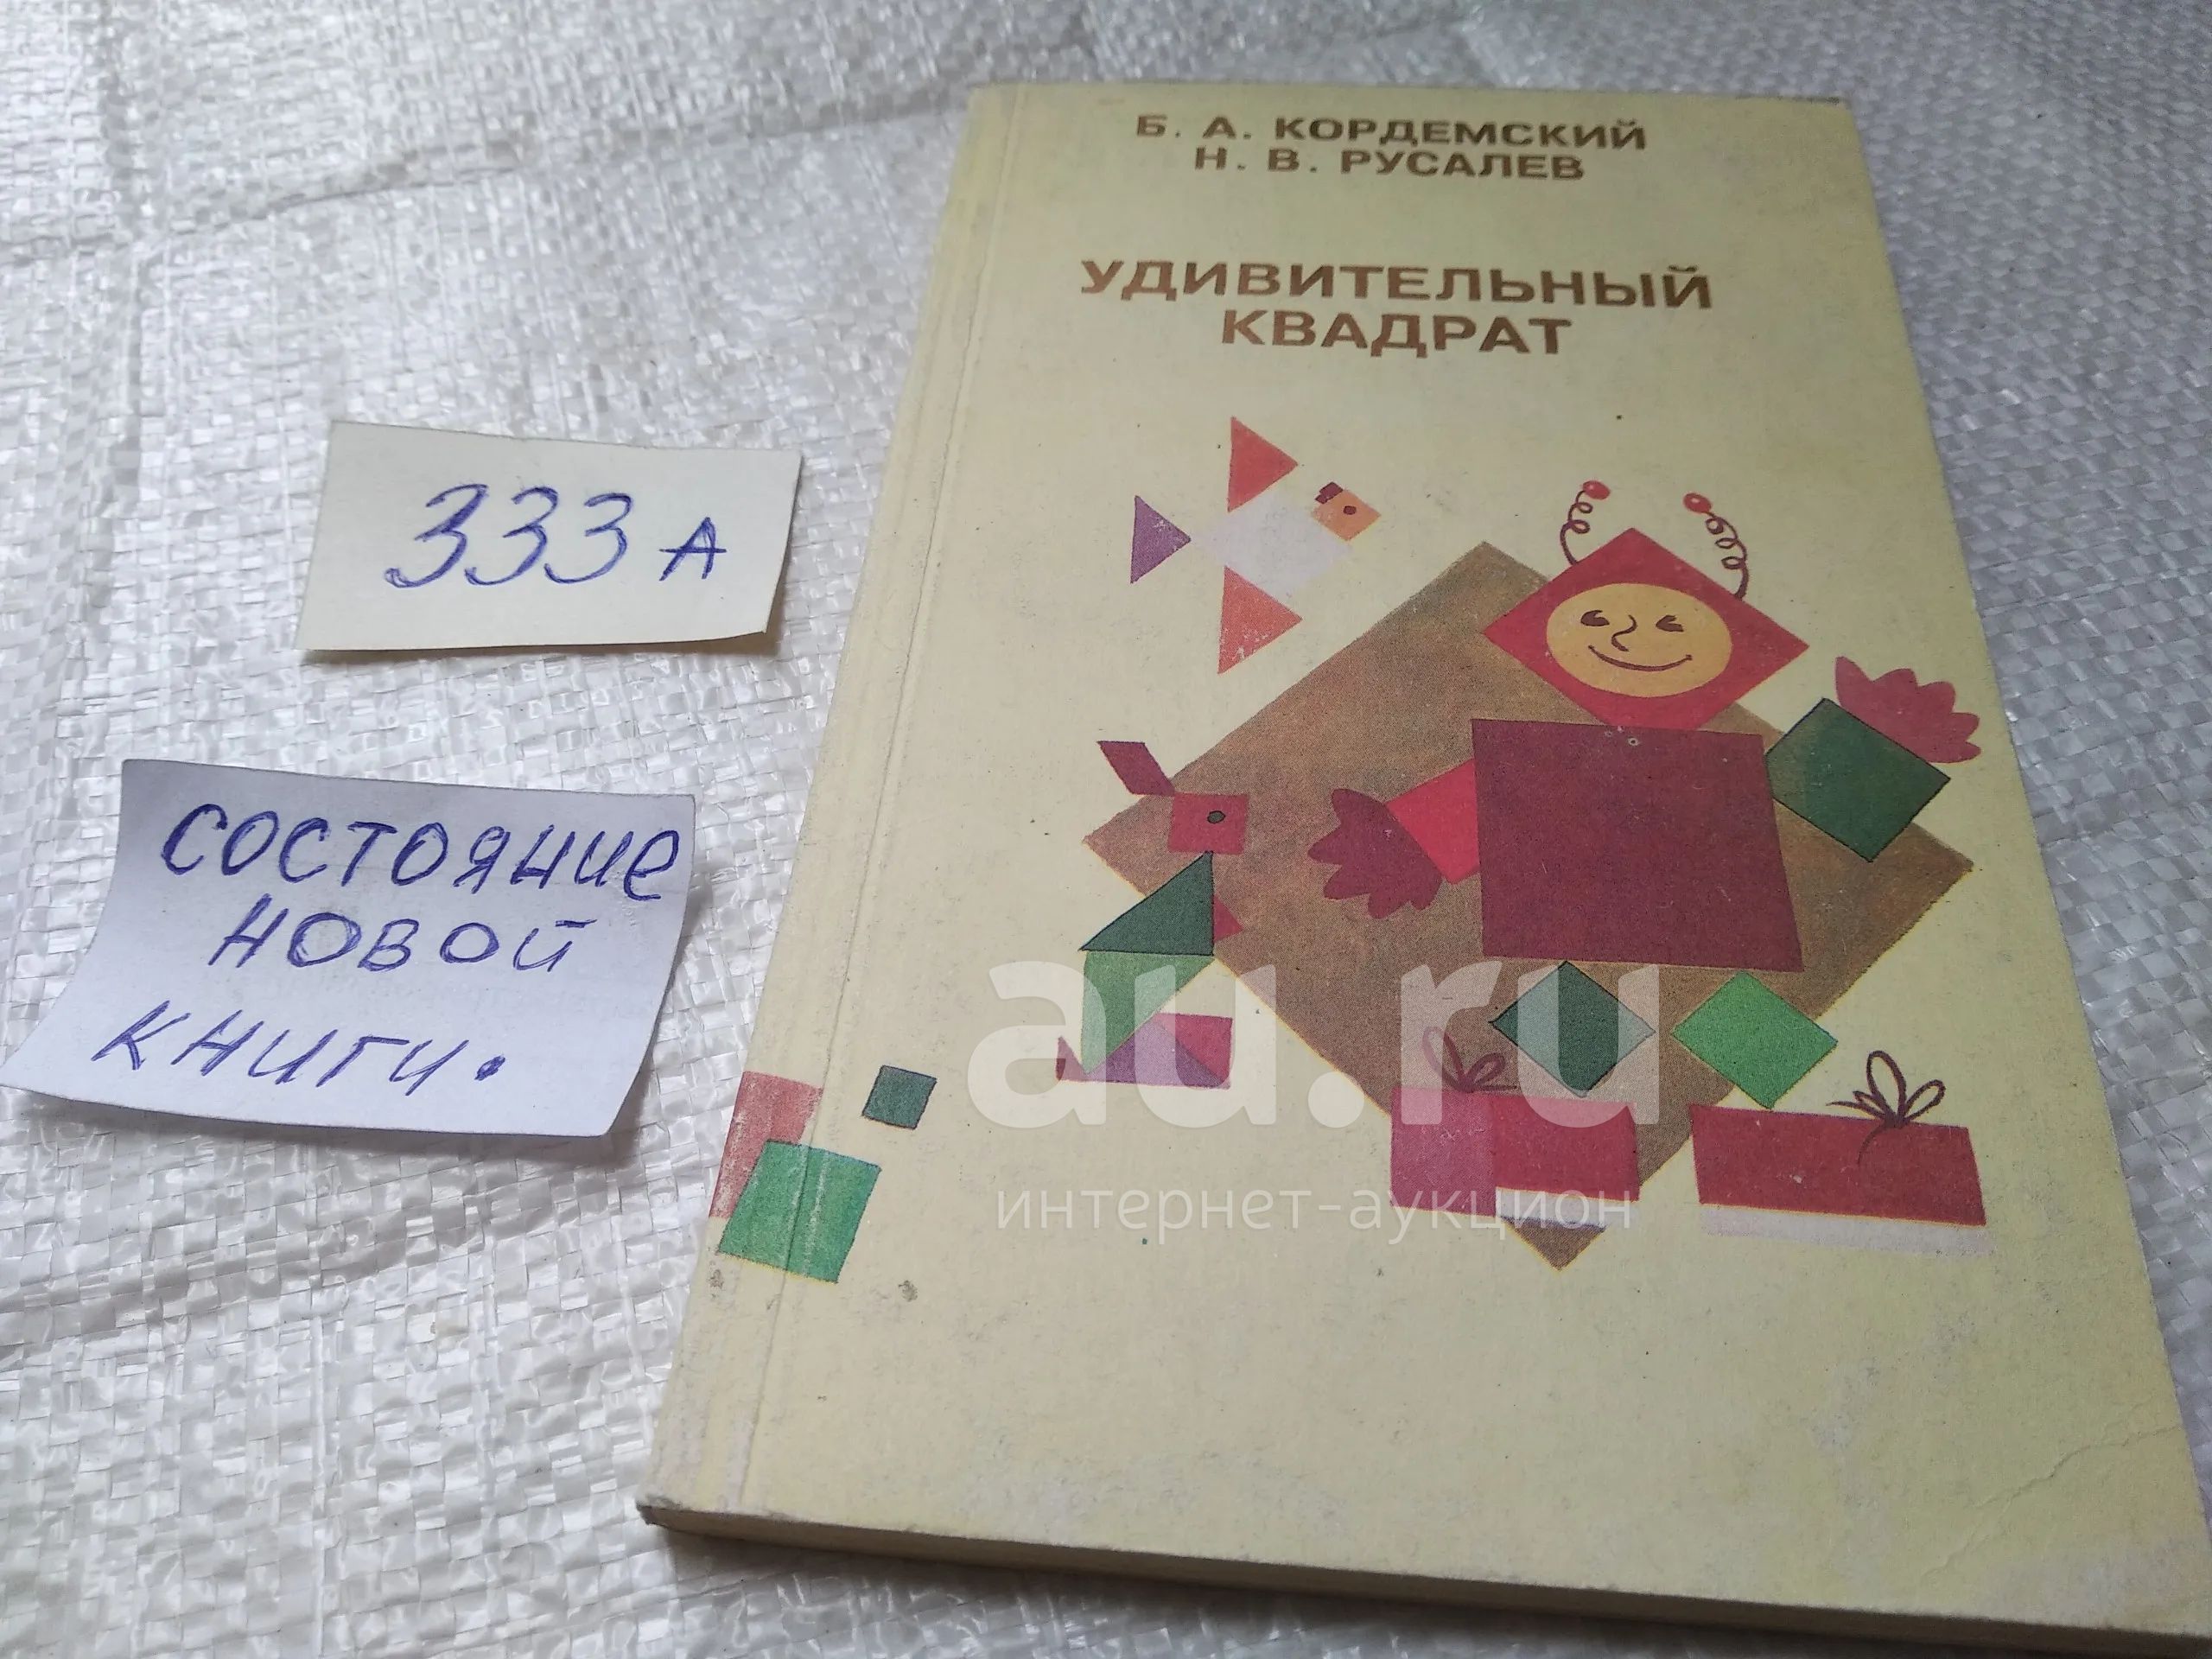 Б. А. КОРДЕМСКИЙ
Н. В. РУСАЛЕВ
УДИВИТЕЛЬНЫЙ
КВАДРАТ
333 А
СОСТОЯНИЕ
НОВОЙ
КНИГИ.
au.ru
интернет-аукцион